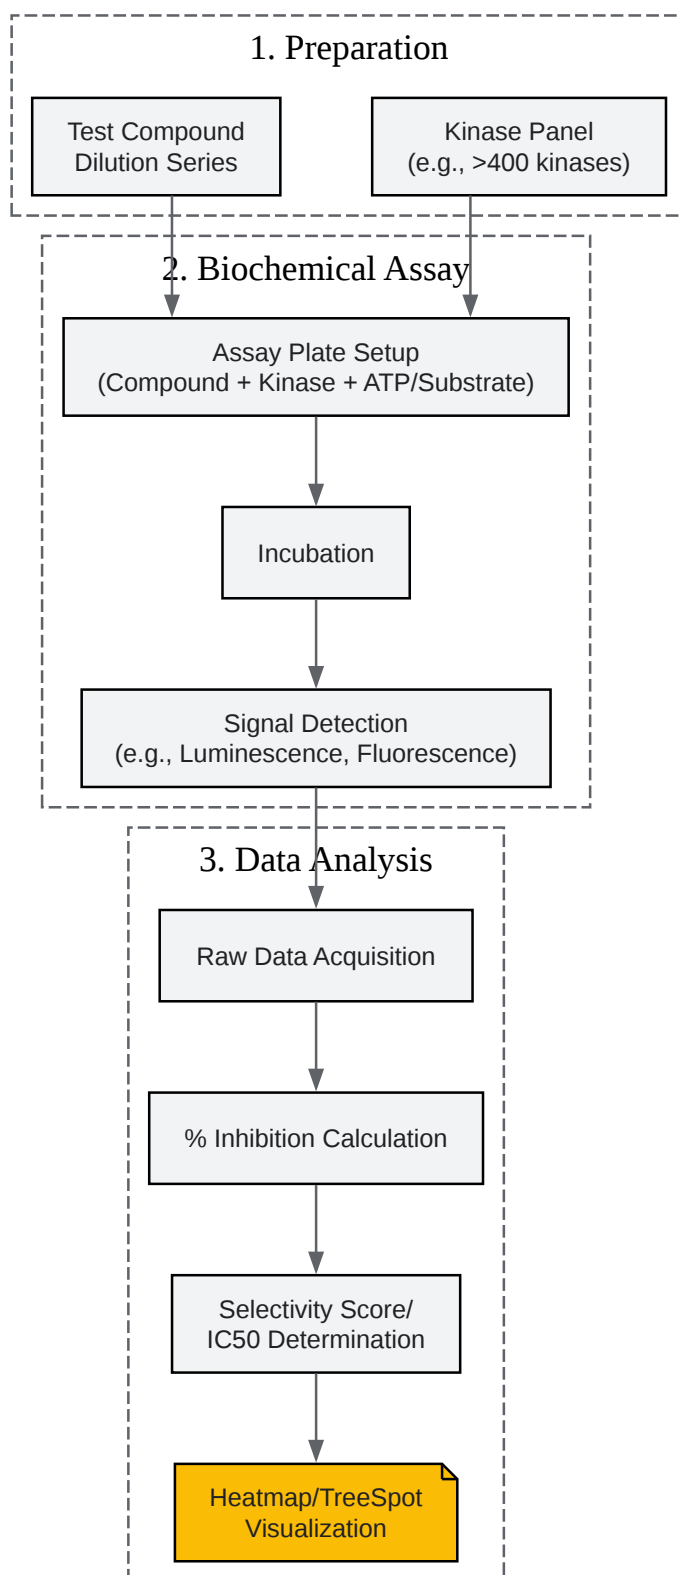 1. Preparation
Test Compound
Dilution Series
Kinase Panel
(e.g., >400 kinases)
2. Biochemical Assay
Assay Plate Setup
(Compound + Kinase + ATP/Substrate)
Incubation
Signal Detection
(e.g., Luminescence, Fluorescence)
3. Data Analysis
Raw Data Acquisition
% Inhibition Calculation
Selectivity Score/
IC50 Determination
Heatmap/TreeSpot
Visualization